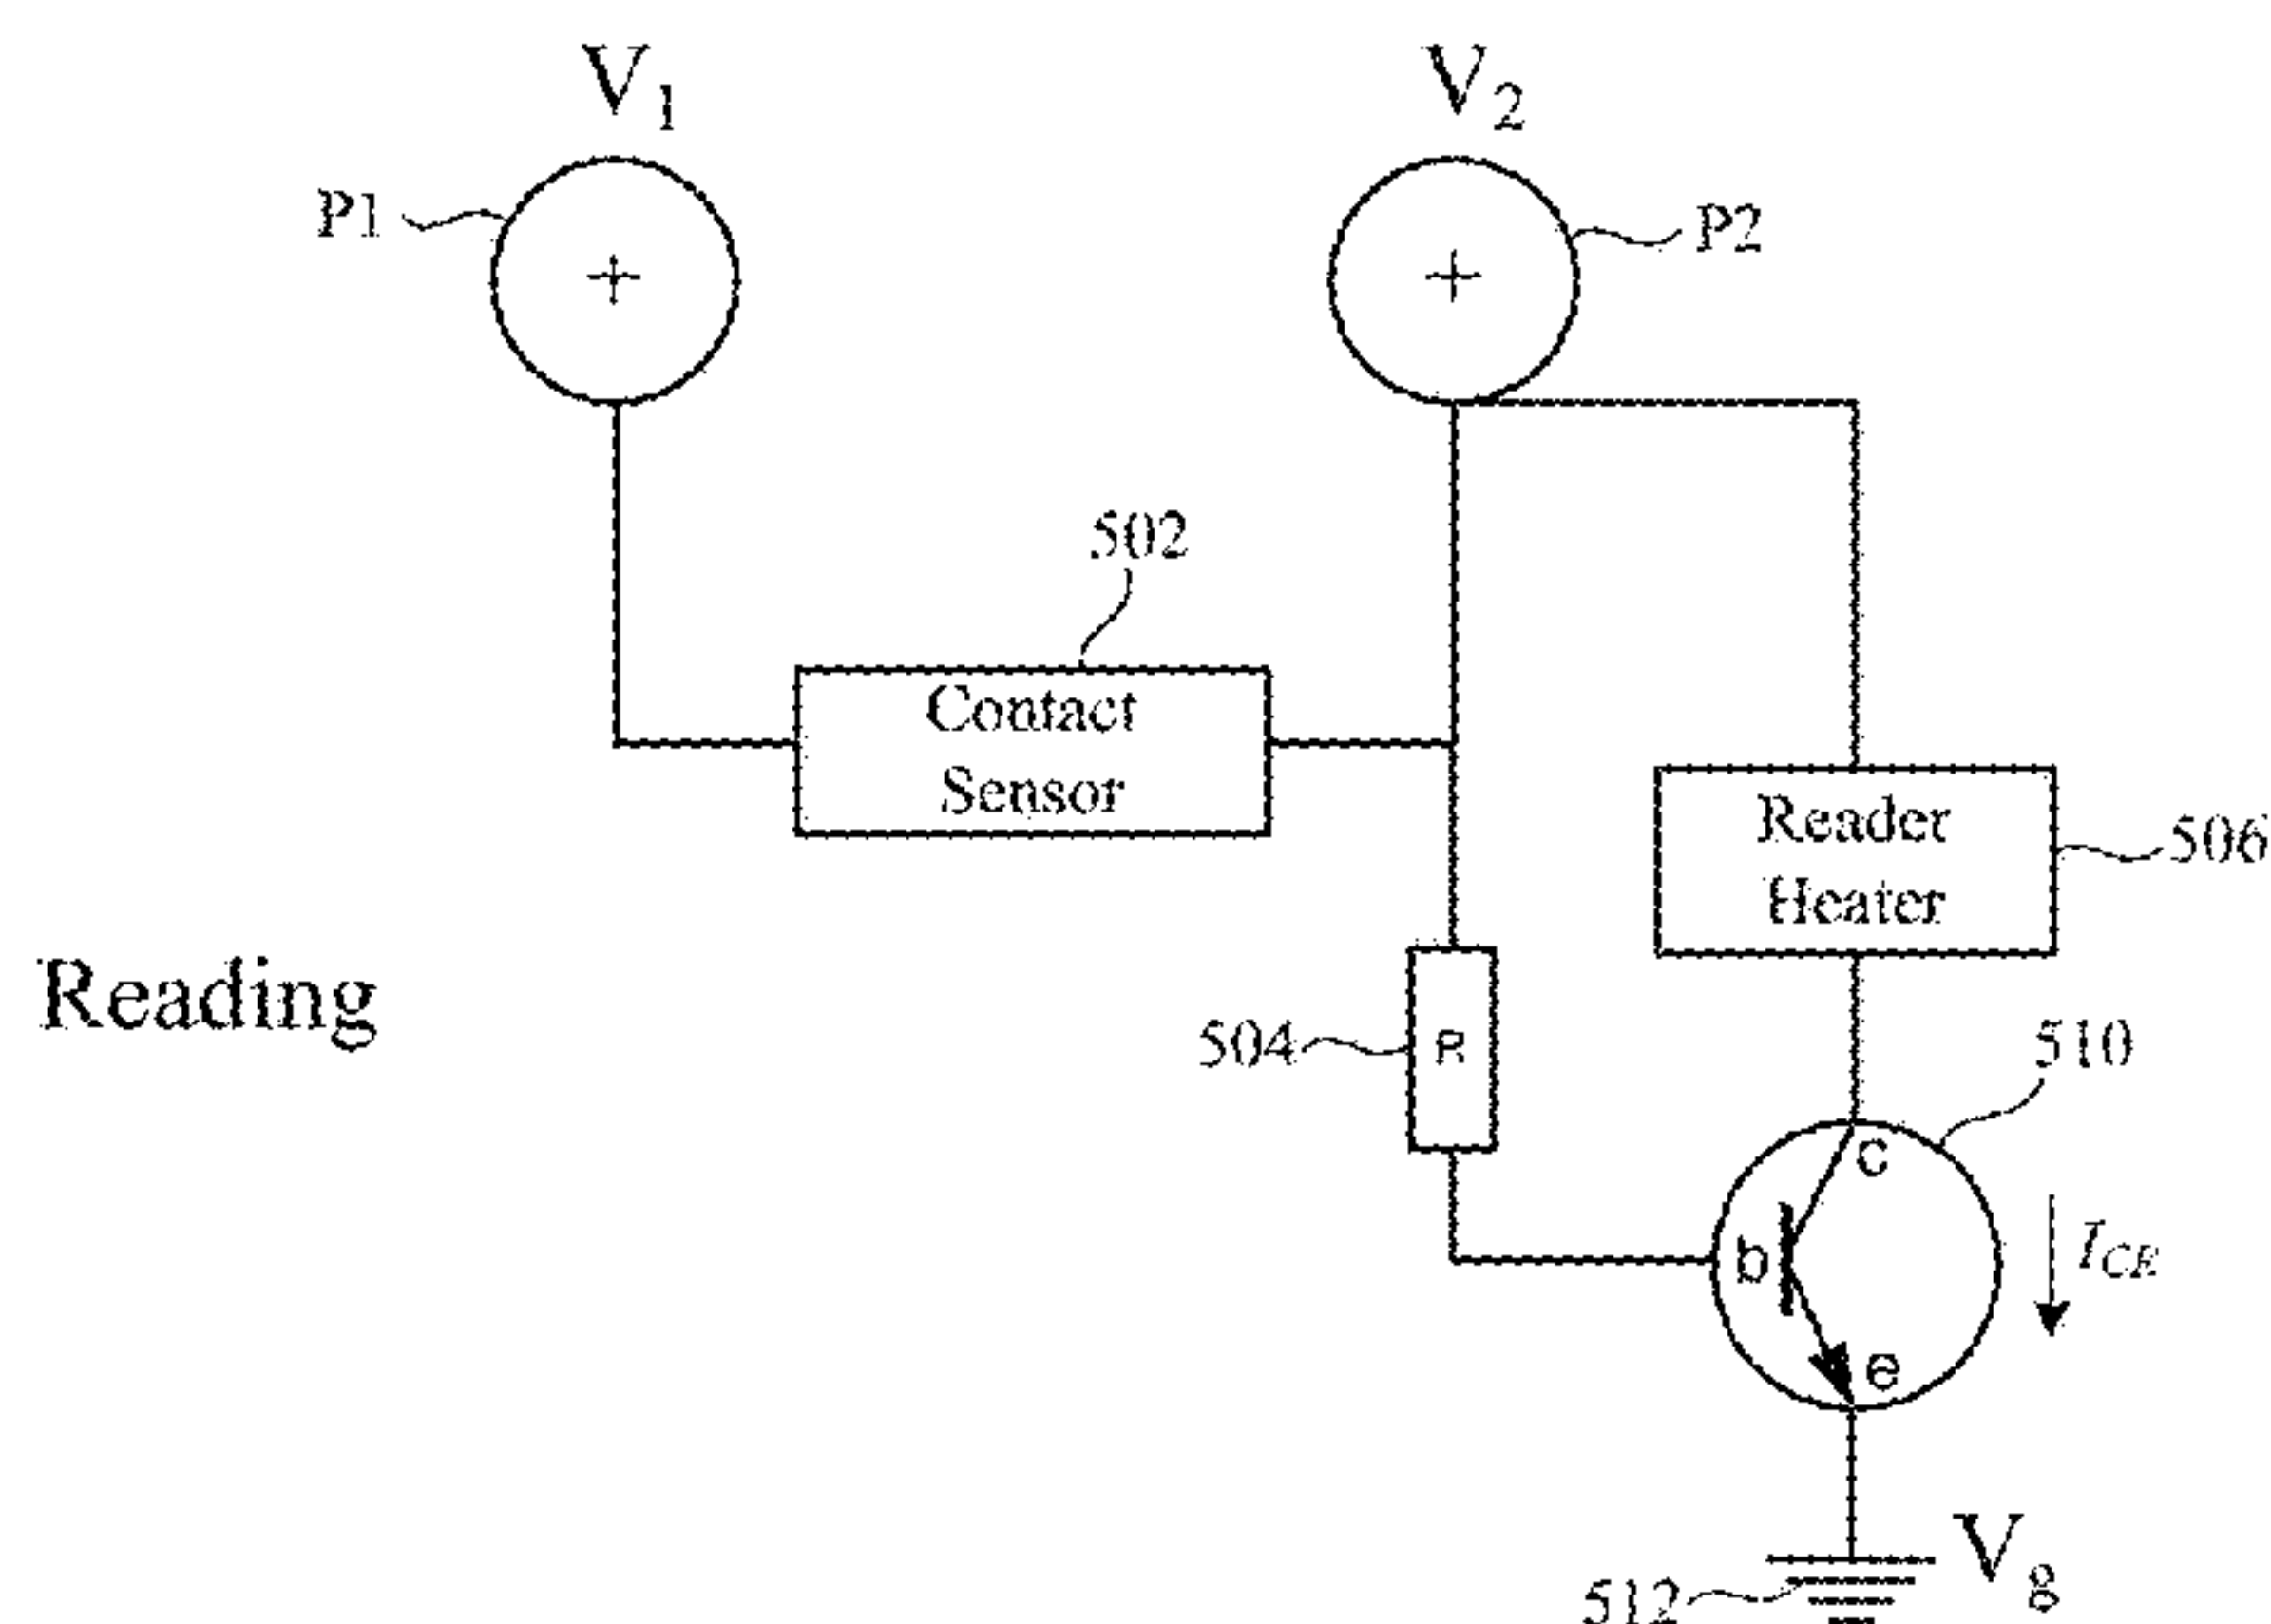 V1
V2
P1
P2
502
Contact
Sensor
Reader
Heater
506
Reading
504
R
510
c
b
ICE
e
Vg
512